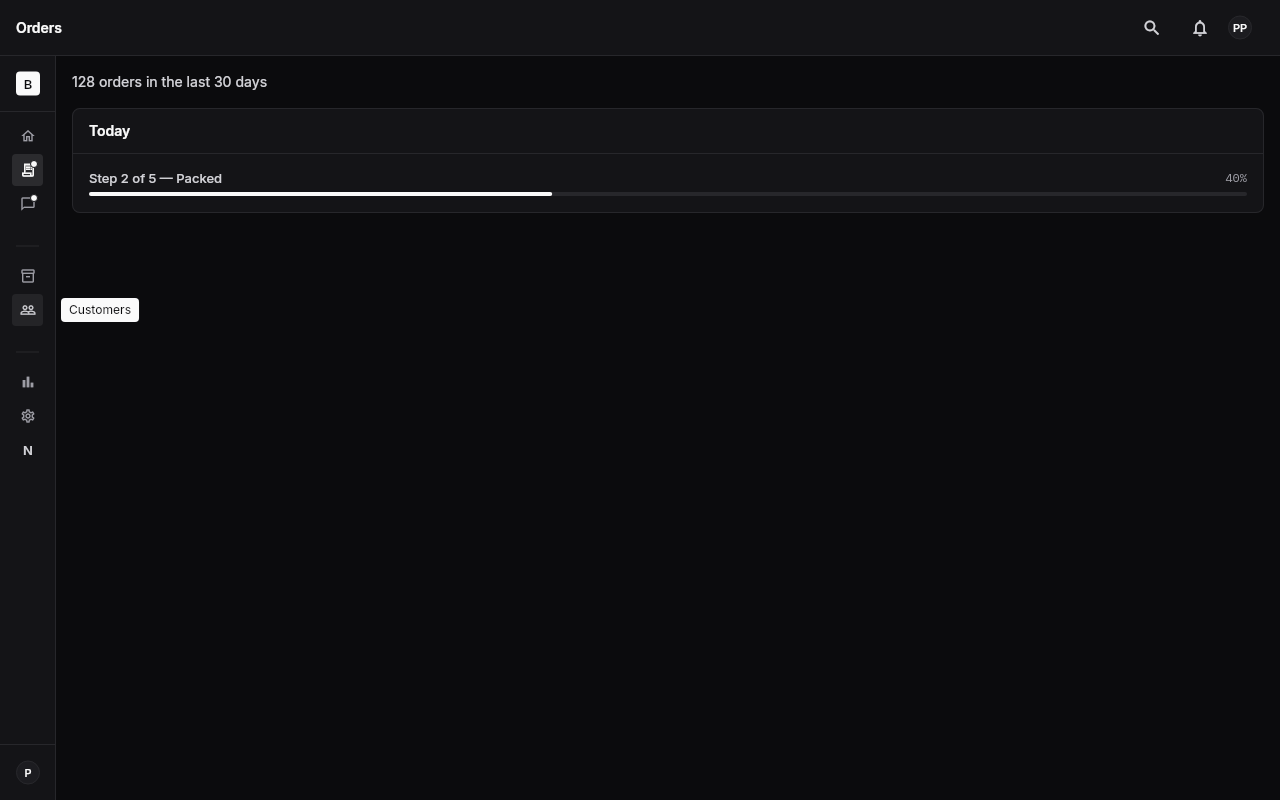 Orders
PP
B
128 orders in the last 30 days
Today
Step 2 of 5 — Packed
40%
Customers
N
P